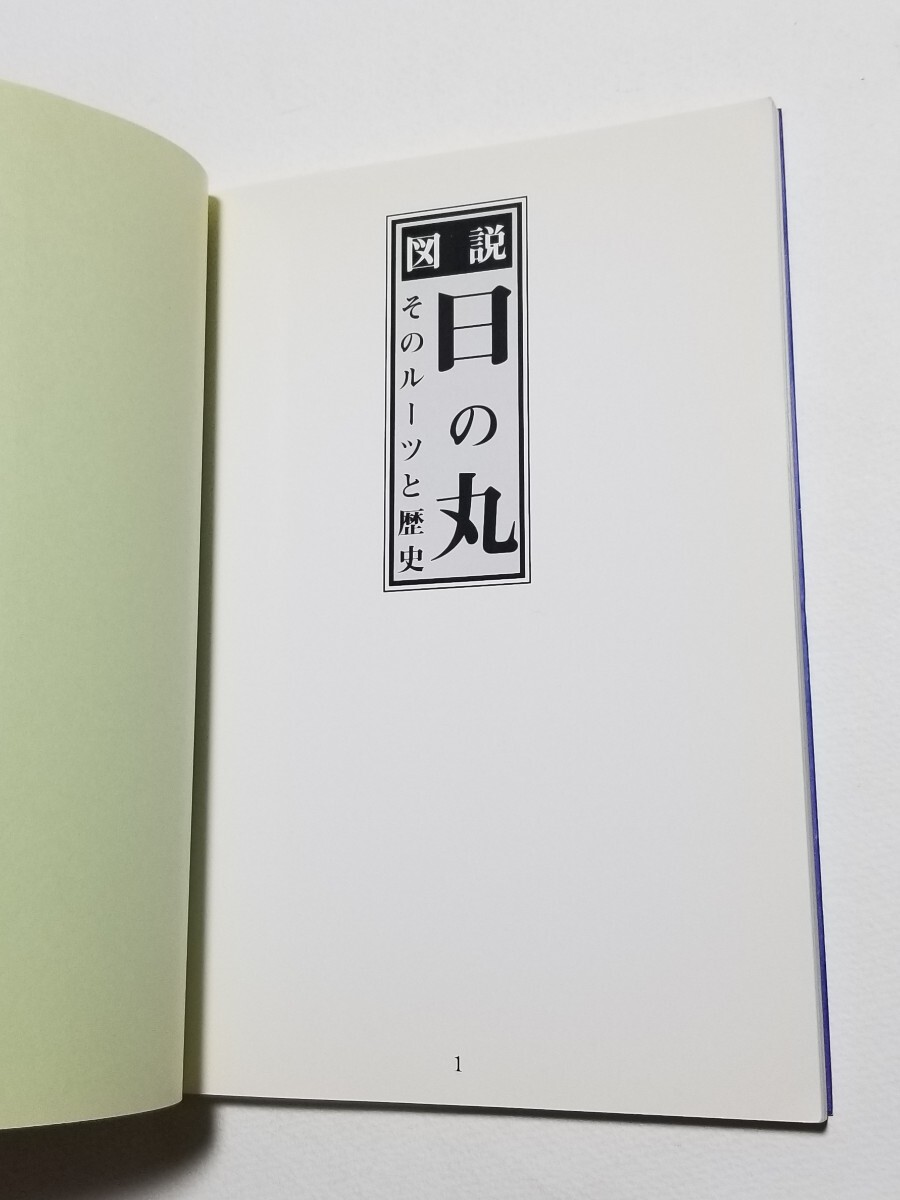 図説
日の丸
そのルーツと歴史
1